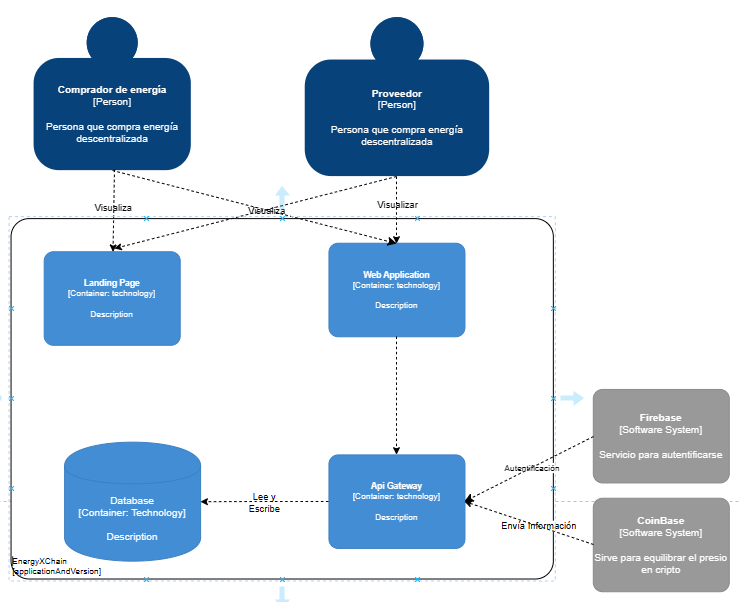 Comprador de energía
[Person]
Persona que compra energía
descentralizada
Proveedor
[Person]
Persona que compra energía
descentralizada
Visualiza
Visualiza
Visualizar
Landing Page
[Container: technology]
Description
Web Application
[Container: technology]
Description
Firebase
[Software System]
Servicio para autentificarse
Autentificación
Database
[Container: Technology]
Description
Lee y
Escribe
Api Gateway
[Container: technology]
Description
Envía Información
CoinBase
[Software System]
Sirve para equilibrar el presio
en cripto
EnergyXChain
[applicationAndVersion]